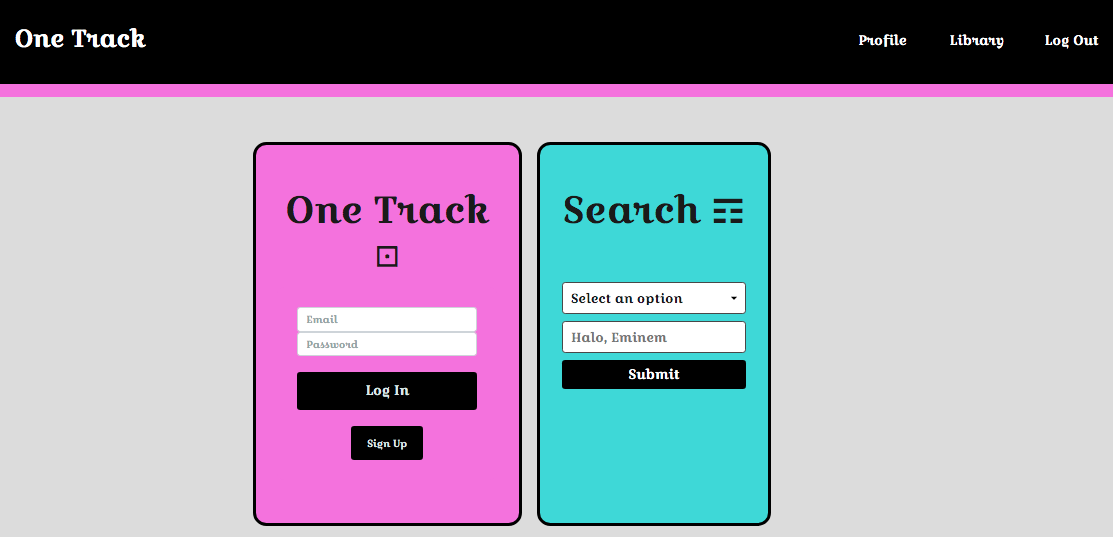 One Track
Profile Library Log Out
One Track
⚀
Email
Password
Log In
Sign Up
Search ☶
Select an option
Halo, Eminem
Submit